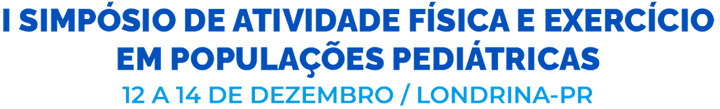 I SIMPÓSIO DE ATIVIDADE FÍSICA E EXERCÍCIO
EM POPULAÇÕES PEDIÁTRICAS
12 A 14 DE DEZEMBRO / LONDRINA-PR